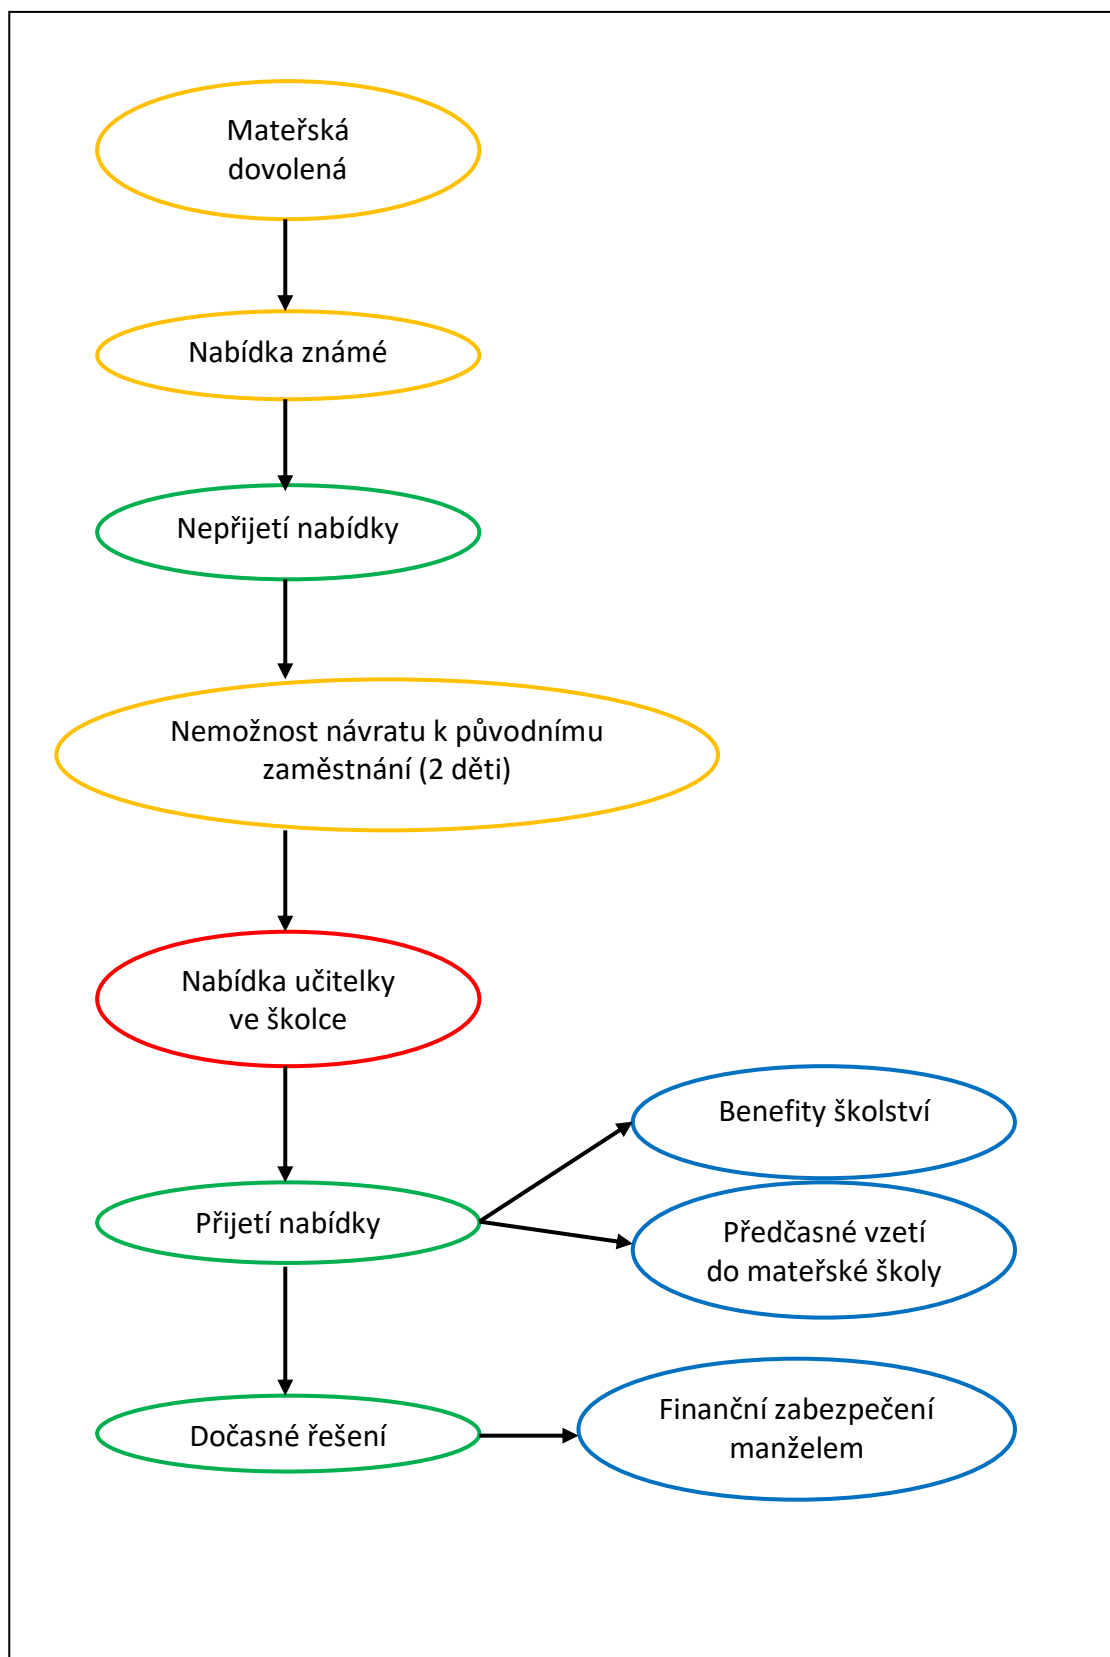 Mateřská
dovolená
Nabídka známé
Nepřijetí nabídky
Nemožnost návratu k původnímu
zaměstnání (2 děti)
Nabídka učitelky
ve školce
Benefity školství
Přijetí nabídky
Předčasné vzetí
do mateřské školy
Dočasné řešení
Finanční zabezpečení
manželem